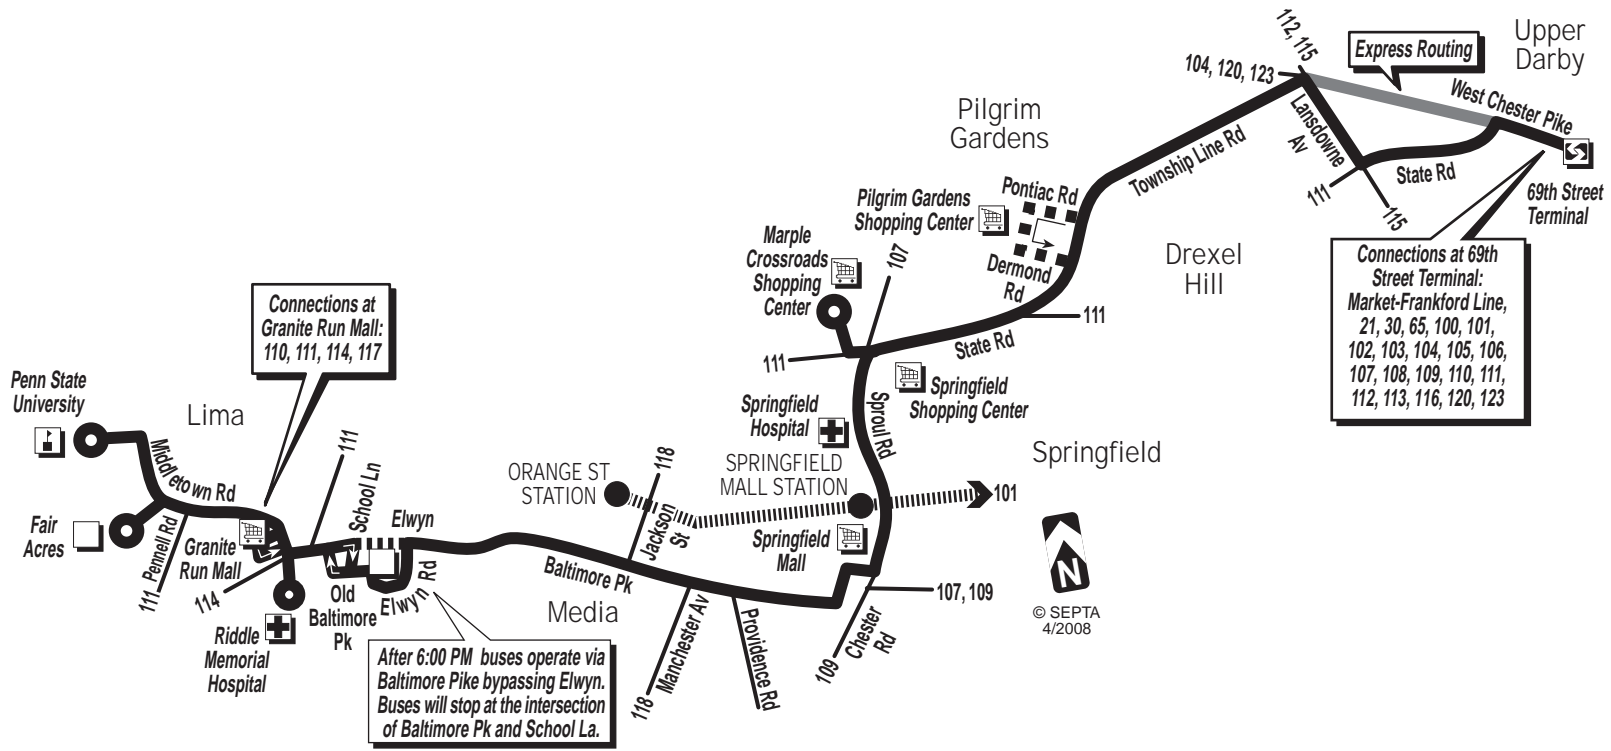 112, 115
104, 120, 123
Express Routing
Upper
Darby
West Chester Pike
Lansdowne
Av
State Rd
69th Street
Terminal
111
115
Township Line Rd
Pilgrim
Gardens
Pontiac Rd
Pilgrim Gardens
Shopping Center
Dermond
Rd
Drexel
Hill
Connections at 69th
Street Terminal:
Market-Frankford Line,
21, 30, 65, 100, 101,
102, 103, 104, 105, 106,
107, 108, 109, 110, 111,
112, 113, 116, 120, 123
Marple
Crossroads
Shopping
Center
107
111
State Rd
111
Springfield
Shopping Center
Sproul Rd
Springfield
Hospital
Springfield
SPRINGFIELD
MALL STATION
101
Springfield
Mall
ORANGE ST
STATION
118
Jackson
St
Connections at
Granite Run Mall:
110, 111, 114, 117
Penn State
University
Lima
Middletown Rd
Fair
Acres
Pennell Rd
111
Granite
Run Mall
111
School Ln
Elwyn
Elwyn Rd
114
Old
Baltimore
Pk
Riddle
Memorial
Hospital
Baltimore Pk
Media
After 6:00 PM buses operate via
Baltimore Pike bypassing Elwyn.
Buses will stop at the intersection
of Baltimore Pk and School La.
118
Manchester Av
Providence Rd
109
Chester
Rd
107, 109
N
© SEPTA
4/2008